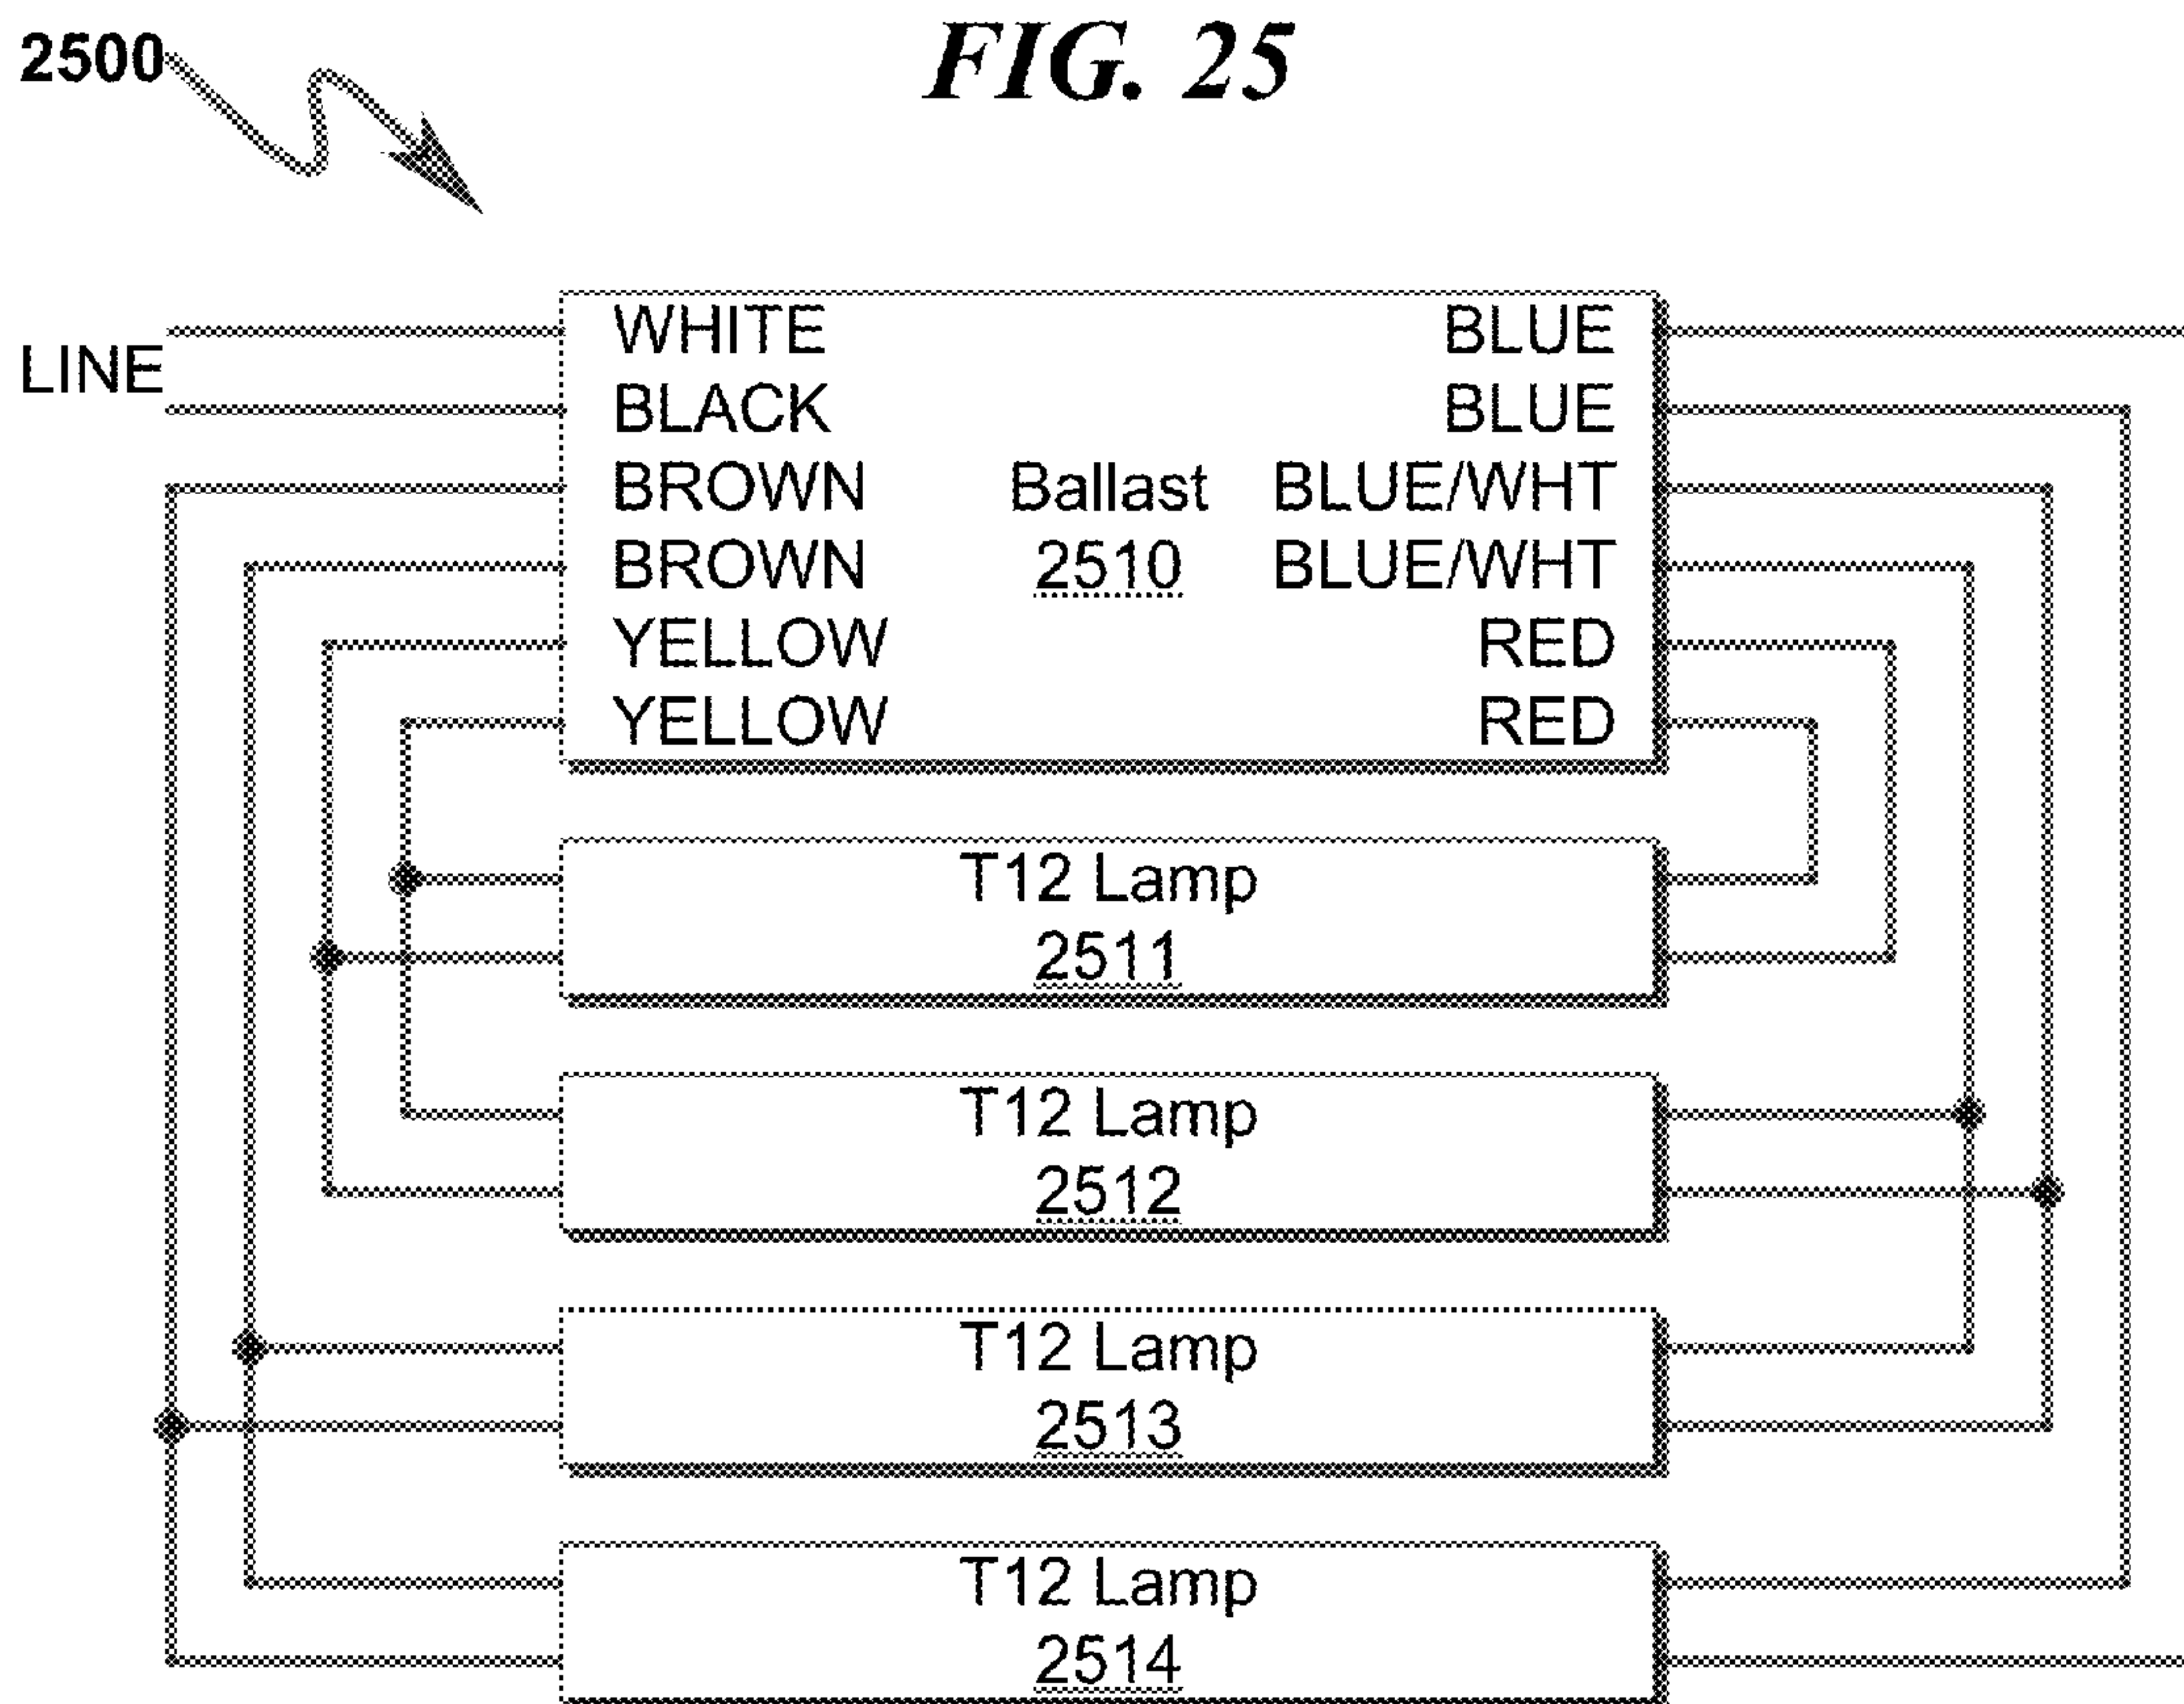 FIG. 25
2500
LINE
WHITE BLUE
BLACK BLUE
BROWN Ballast BLUE/WHT
BROWN 2510 BLUE/WHT
YELLOW RED
YELLOW RED
T12 Lamp
2511
T12 Lamp
2512
T12 Lamp
2513
T12 Lamp
2514